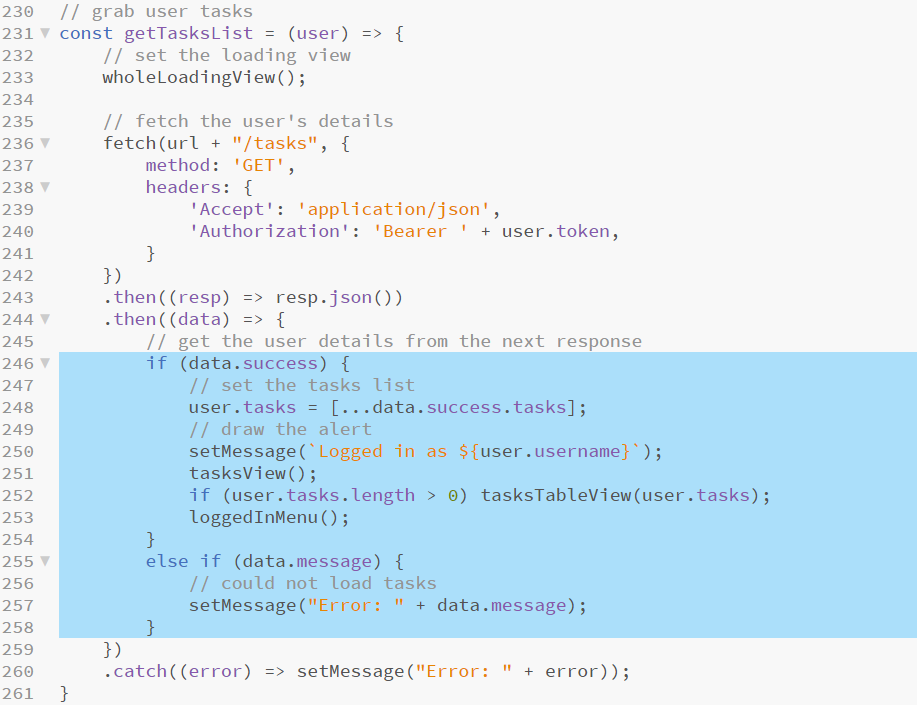 230 // grab user tasks
231 const getTasksList = (user) => {
232     // set the loading view
233     wholeLoadingView();
234
235     // fetch the user's details
236     fetch(url + "/tasks", {
237         method: 'GET',
238         headers: {
239             'Accept': 'application/json',
240             'Authorization': 'Bearer ' + user.token,
241         }
242     })
243     .then((resp) => resp.json())
244     .then((data) => {
245         // get the user details from the next response
246         if (data.success) {
247             // set the tasks list
248             user.tasks = [...data.success.tasks];
249             // draw the alert
250             setMessage(`Logged in as ${user.username}`);
251             tasksView();
252             if (user.tasks.length > 0) tasksTableView(user.tasks);
253             loggedInMenu();
254         }
255         else if (data.message) {
256             // could not load tasks
257             setMessage("Error: " + data.message);
258         }
259     })
260     .catch((error) => setMessage("Error: " + error));
261 }